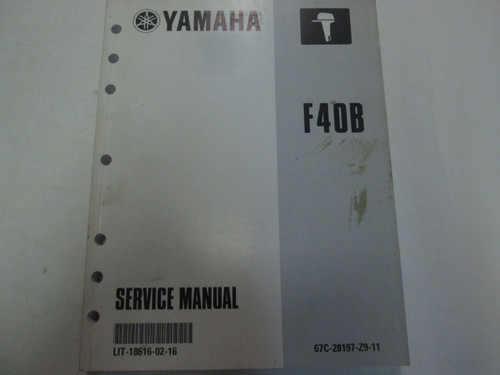 YAMAHA
F40B
SERVICE MANUAL
LIT-18616-02-16
67C-28197-Z9-11